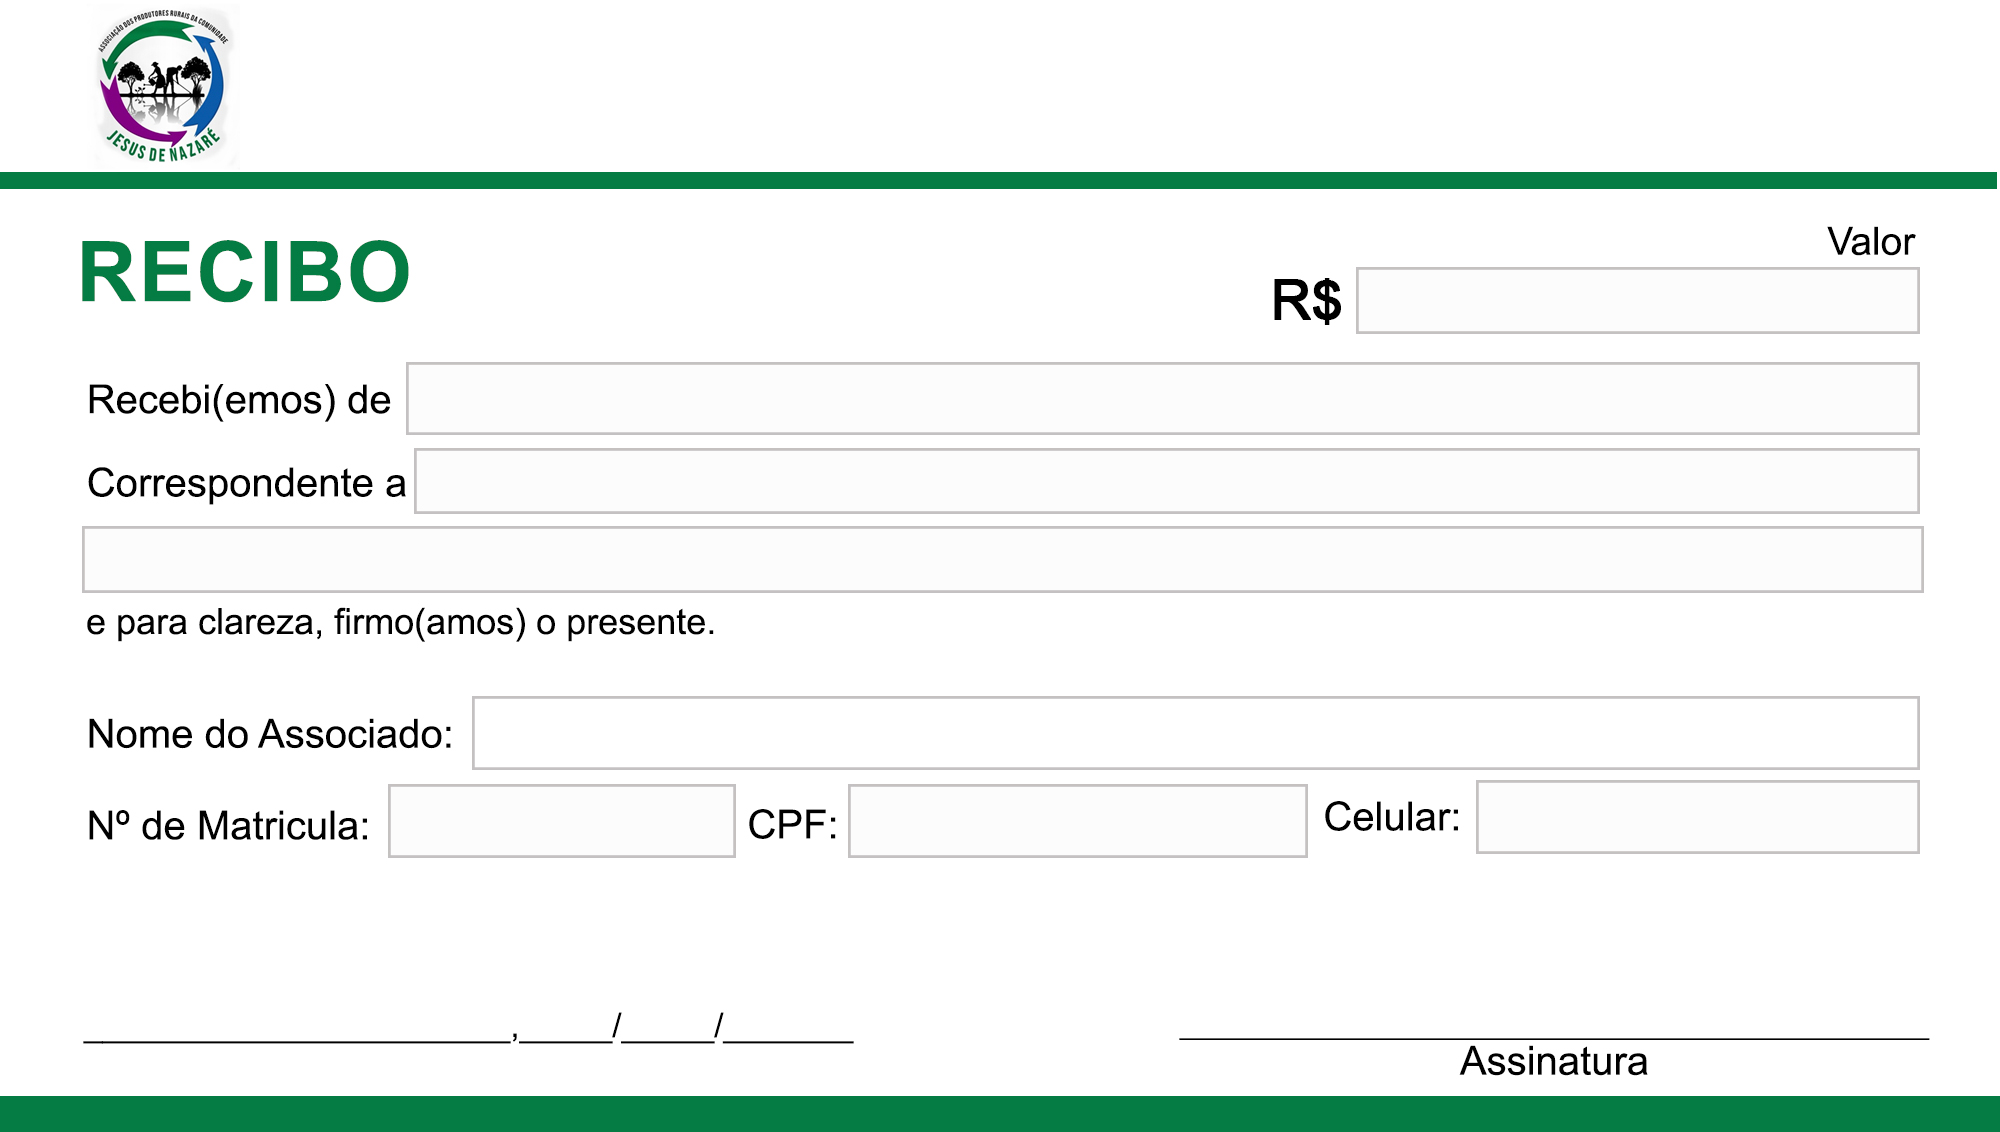 ASSOCIAÇÃO DOS PRODUTORES RURAIS DA COMUNIDADE
JESUS DE NAZARÉ
RECIBO
Valor
R$
Recebi(emos) de
Correspondente a
e para clareza, firmo(amos) o presente.
Nome do Associado:
Nº de Matricula: CPF: Celular:
_______________________,_____/_____/_______
Assinatura